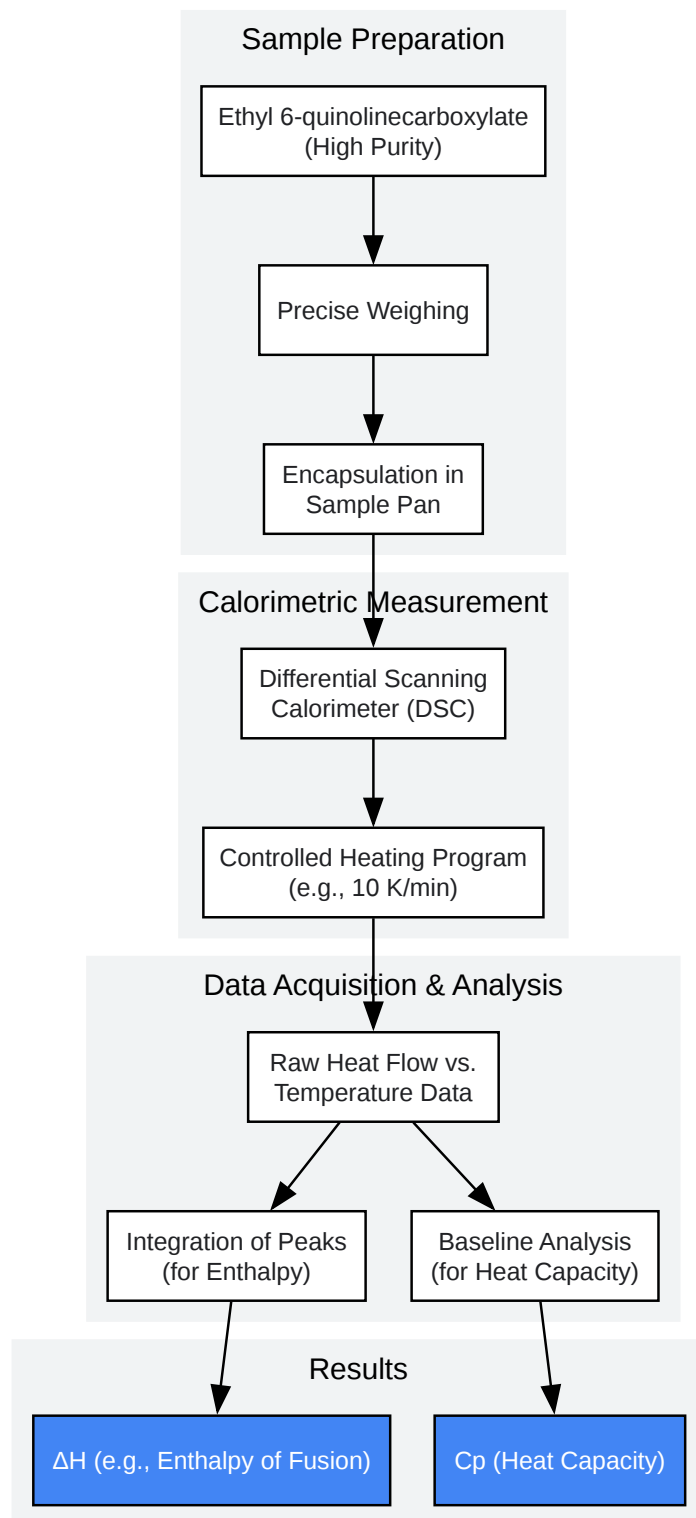 Sample Preparation
Ethyl 6-quinolinecarboxylate
(High Purity)
Precise Weighing
Encapsulation in
Sample Pan
Calorimetric Measurement
Differential Scanning
Calorimeter (DSC)
Controlled Heating Program
(e.g., 10 K/min)
Data Acquisition & Analysis
Raw Heat Flow vs.
Temperature Data
Integration of Peaks
(for Enthalpy)
Baseline Analysis
(for Heat Capacity)
Results
ΔH (e.g., Enthalpy of Fusion)
Cp (Heat Capacity)